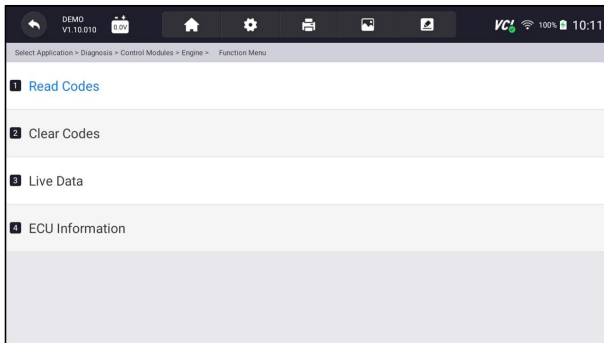 DEMO
V1.10.010
0.0V
VC!
100%
10:11
Select Application > Diagnosis > Control Modules > Engine > Function Menu
1 Read Codes
2 Clear Codes
3 Live Data
4 ECU Information